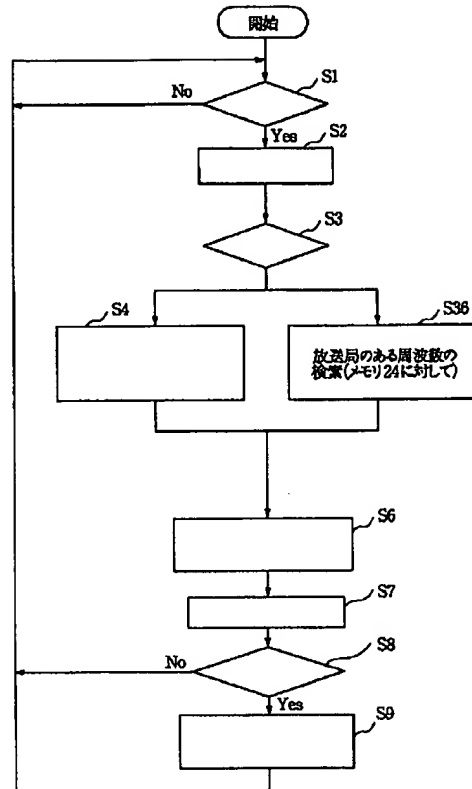 開始
S1
No
Yes
S2
S3
S4
S36
放送局のある周波数の
検索(メモリ24に対して)
S6
S7
S8
No
Yes
S9